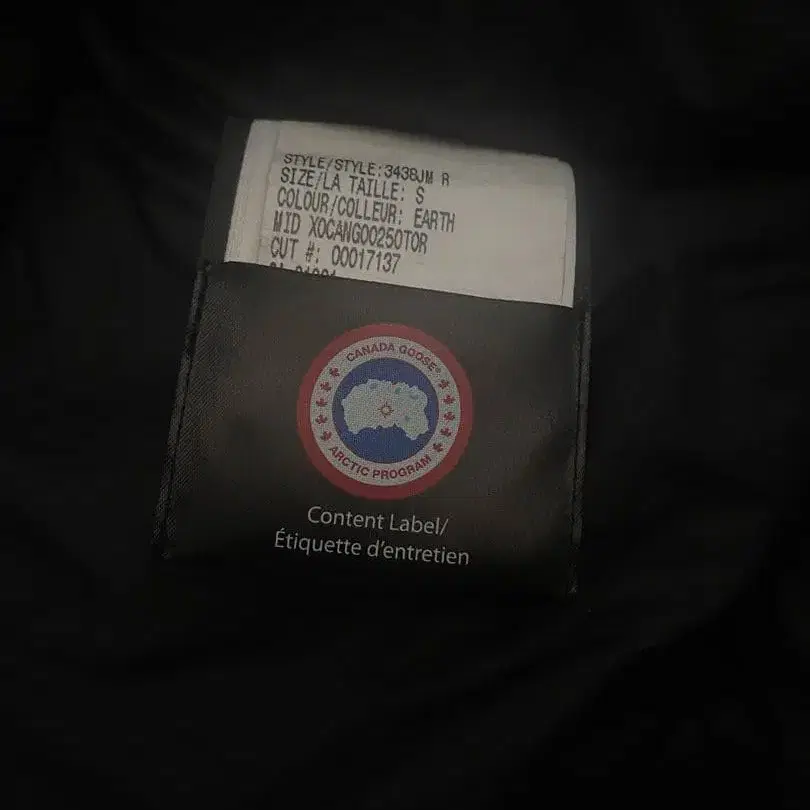 STYLE/STYLE:3438JM R
SIZE/LA TAILLE: S
COLOUR/COLLEUR: EARTH
MID XOCANGOO250TOR
CUT #: 00017137
CANADA GOOSE®
ARCTIC PROGRAM
Content Label/
Étiquette d'entretien